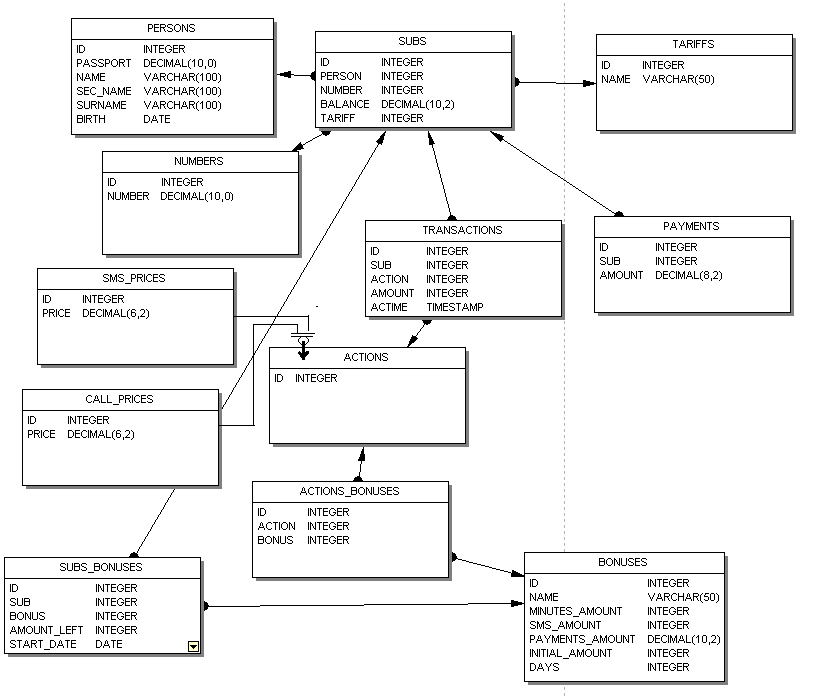 PERSONS
ID INTEGER
PASSPORT DECIMAL(10,0)
NAME VARCHAR(100)
SEC_NAME VARCHAR(100)
SURNAME VARCHAR(100)
BIRTH DATE
SUBS
ID INTEGER
PERSON INTEGER
NUMBER INTEGER
BALANCE DECIMAL(10,2)
TARIFF INTEGER
TARIFFS
ID INTEGER
NAME VARCHAR(50)
NUMBERS
ID INTEGER
NUMBER DECIMAL(10,0)
TRANSACTIONS
ID INTEGER
SUB INTEGER
ACTION INTEGER
AMOUNT INTEGER
ACTIME TIMESTAMP
PAYMENTS
ID INTEGER
SUB INTEGER
AMOUNT DECIMAL(8,2)
SMS_PRICES
ID INTEGER
PRICE DECIMAL(6,2)
ACTIONS
ID INTEGER
CALL_PRICES
ID INTEGER
PRICE DECIMAL(6,2)
ACTIONS_BONUSES
ID INTEGER
ACTION INTEGER
BONUS INTEGER
SUBS_BONUSES
ID INTEGER
SUB INTEGER
BONUS INTEGER
AMOUNT_LEFT INTEGER
START_DATE DATE
BONUSES
ID INTEGER
NAME VARCHAR(50)
MINUTES_AMOUNT INTEGER
SMS_AMOUNT INTEGER
PAYMENTS_AMOUNT DECIMAL(10,2)
INITIAL_AMOUNT INTEGER
DAYS INTEGER